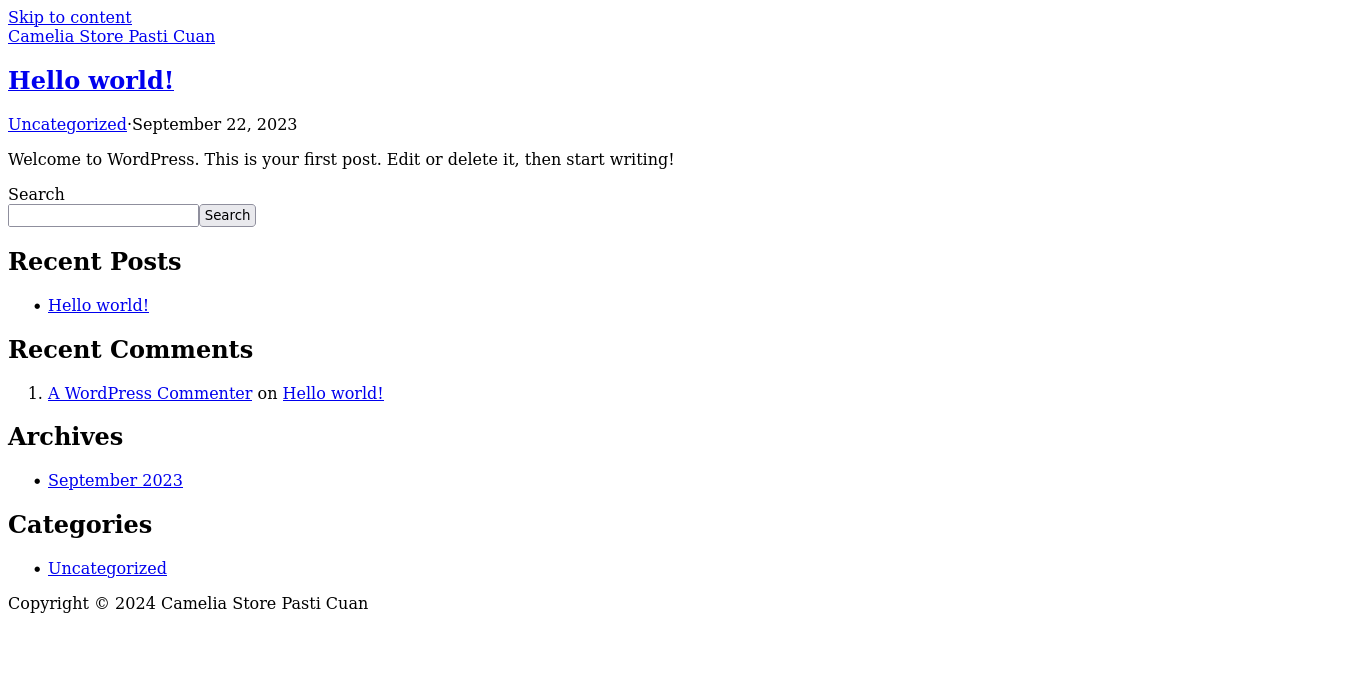 Skip to content
Camelia Store Pasti Cuan
Hello world!
Uncategorized·September 22, 2023
Welcome to WordPress. This is your first post. Edit or delete it, then start writing!
Search
Search
Recent Posts
• Hello world!
Recent Comments
1. A WordPress Commenter on Hello world!
Archives
• September 2023
Categories
• Uncategorized
Copyright © 2024 Camelia Store Pasti Cuan